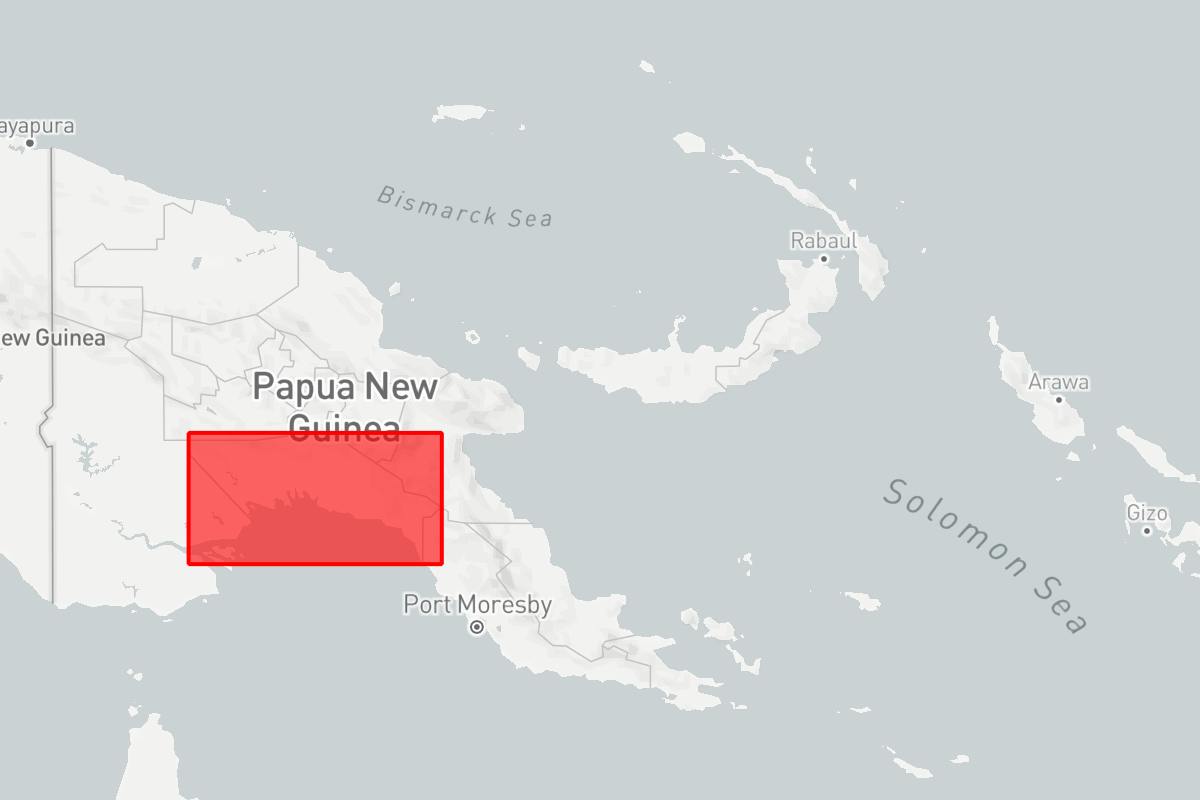 ayapura
Bismarck Sea
Rabaul
ew Guinea
Papua New
Guinea
Arawa
Solomon Sea
Gizo
Port Moresby